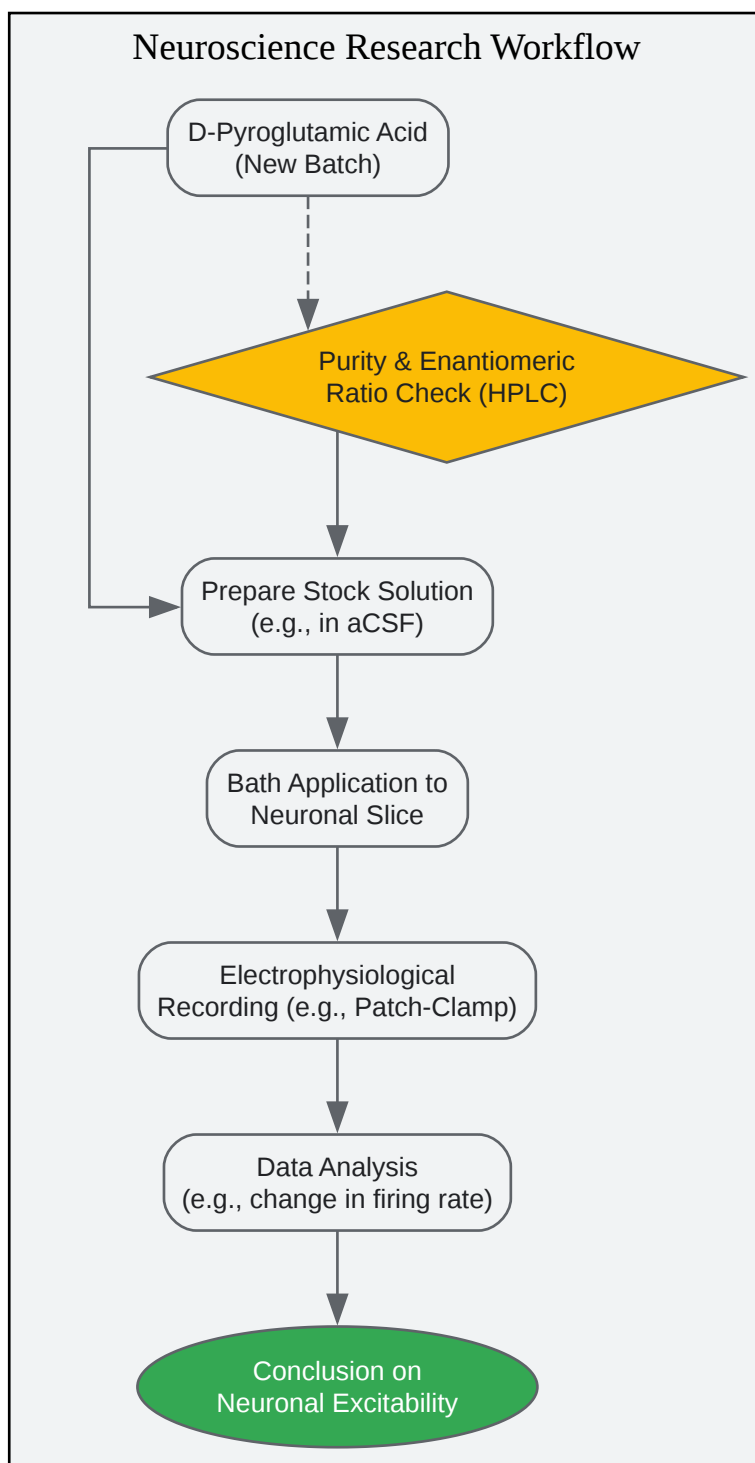 Neuroscience Research Workflow
D-Pyroglutamic Acid
(New Batch)
Purity & Enantiomeric
Ratio Check (HPLC)
Prepare Stock Solution
(e.g., in aCSF)
Bath Application to
Neuronal Slice
Electrophysiological
Recording (e.g., Patch-Clamp)
Data Analysis
(e.g., change in firing rate)
Conclusion on
Neuronal Excitability